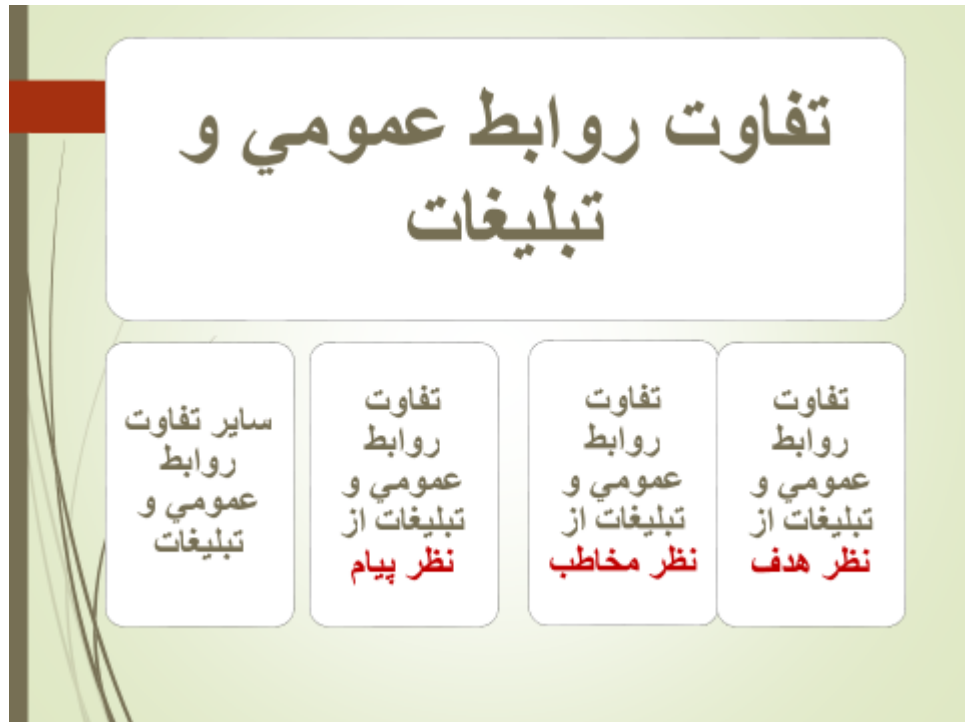 تفاوت روابط عمومي و
تبليغات
تفاوت
روابط
عمومي و
تبليغات از
نظر هدف
تفاوت
روابط
عمومي و
تبليغات از
نظر مخاطب
تفاوت
روابط
عمومي و
تبليغات از
نظر پيام
ساير تفاوت
روابط
عمومي و
تبليغات